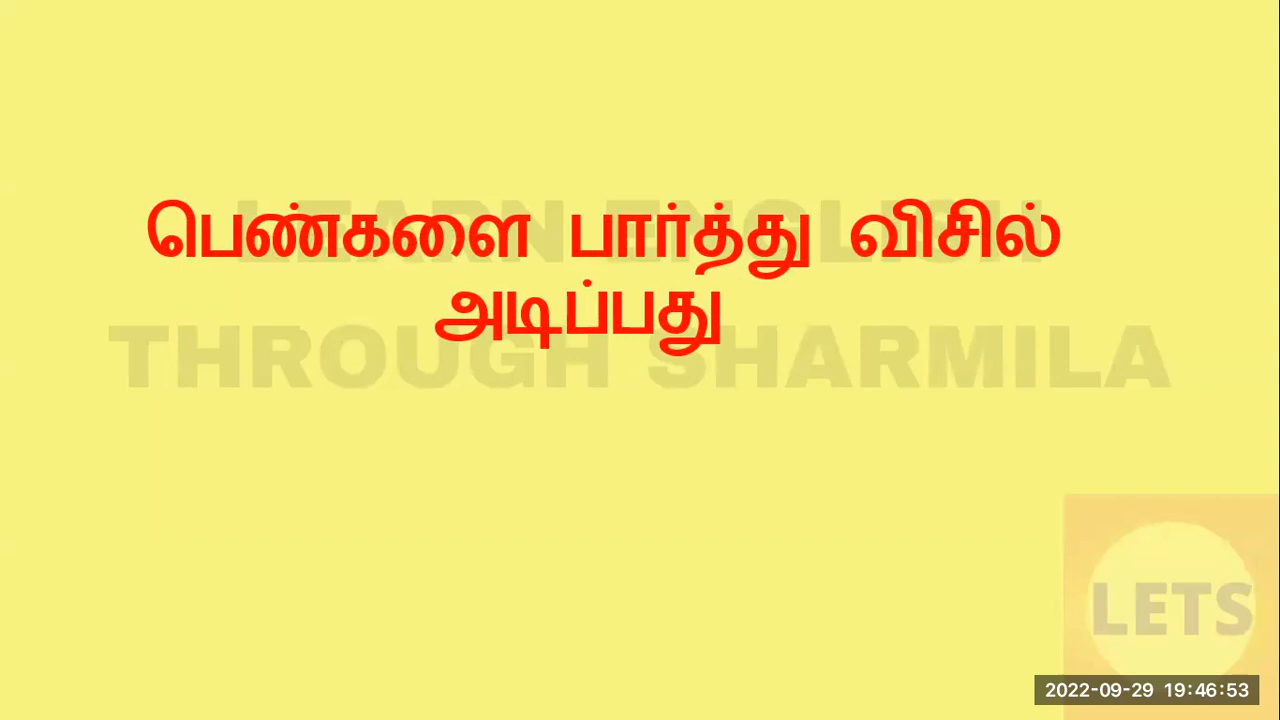 LEARN ENGLISH
பெண்களை பார்த்து விசில்
அடிப்பது
THROUGH SHARMILA
LETS
2022-09-29 19:46:53